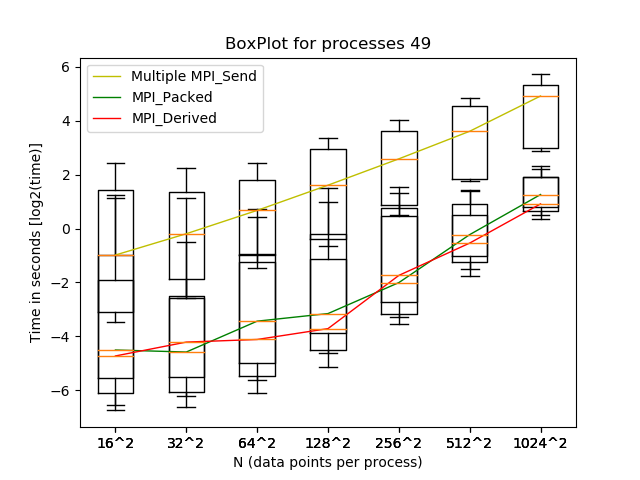 BoxPlot for processes 49
Multiple MPI_Send
MPI_Packed
MPI_Derived
Time in seconds [log2(time)]
6
4
2
0
−2
−4
−6
16^2 32^2 64^2 128^2 256^2 512^2 1024^2
N (data points per process)